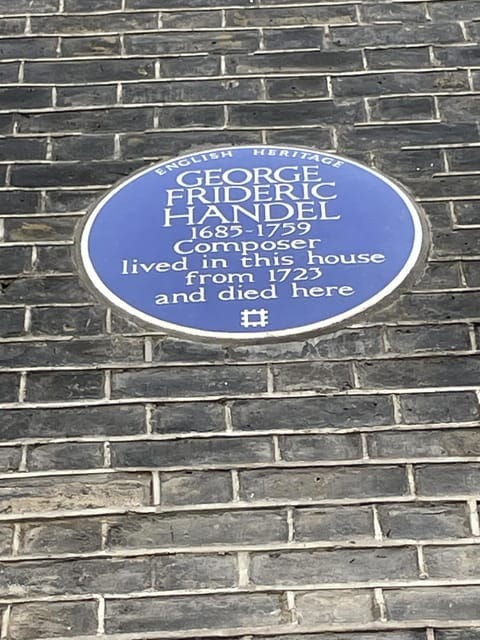 ENGLISH HERITAGE
GEORGE
FRIDERIC
HANDEL
1685-1759
Composer
lived in this house
from 1723
and died here